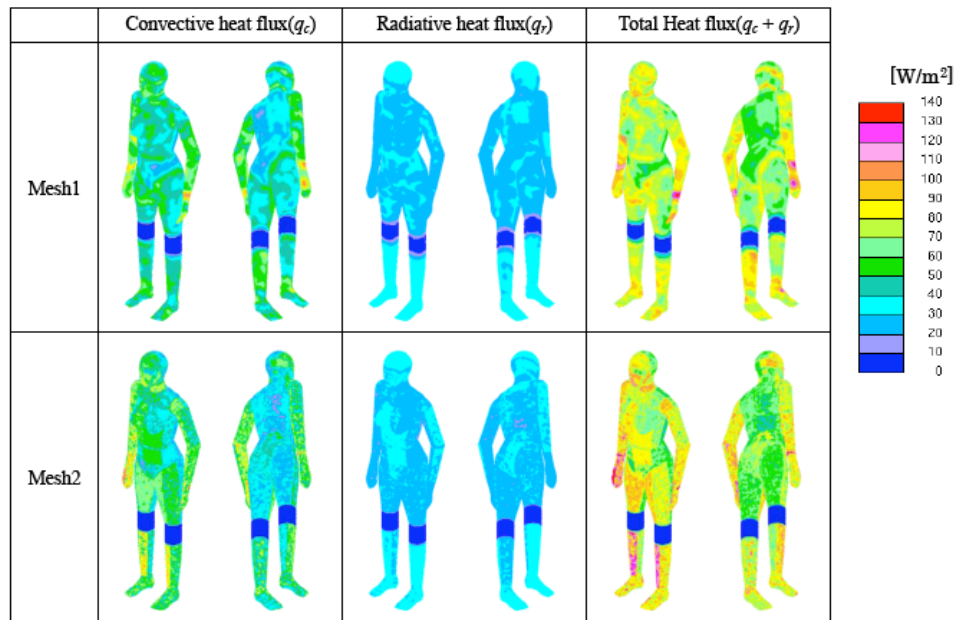 Convective heat flux(qc)
Radiative heat flux(qr)
Total Heat flux(qc + qr)
Mesh1
Mesh2
[W/m²]
140
130
120
110
100
90
80
70
60
50
40
30
20
10
0